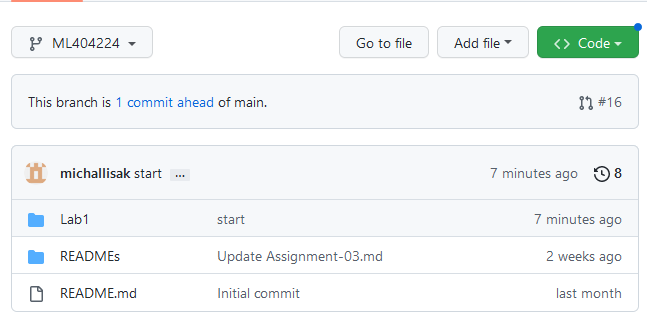 ML404224 Go to file Add file Code
This branch is 1 commit ahead of main. #16
michallisak start ... 7 minutes ago 8
Lab1 start 7 minutes ago
READMEs Update Assignment-03.md 2 weeks ago
README.md Initial commit last month